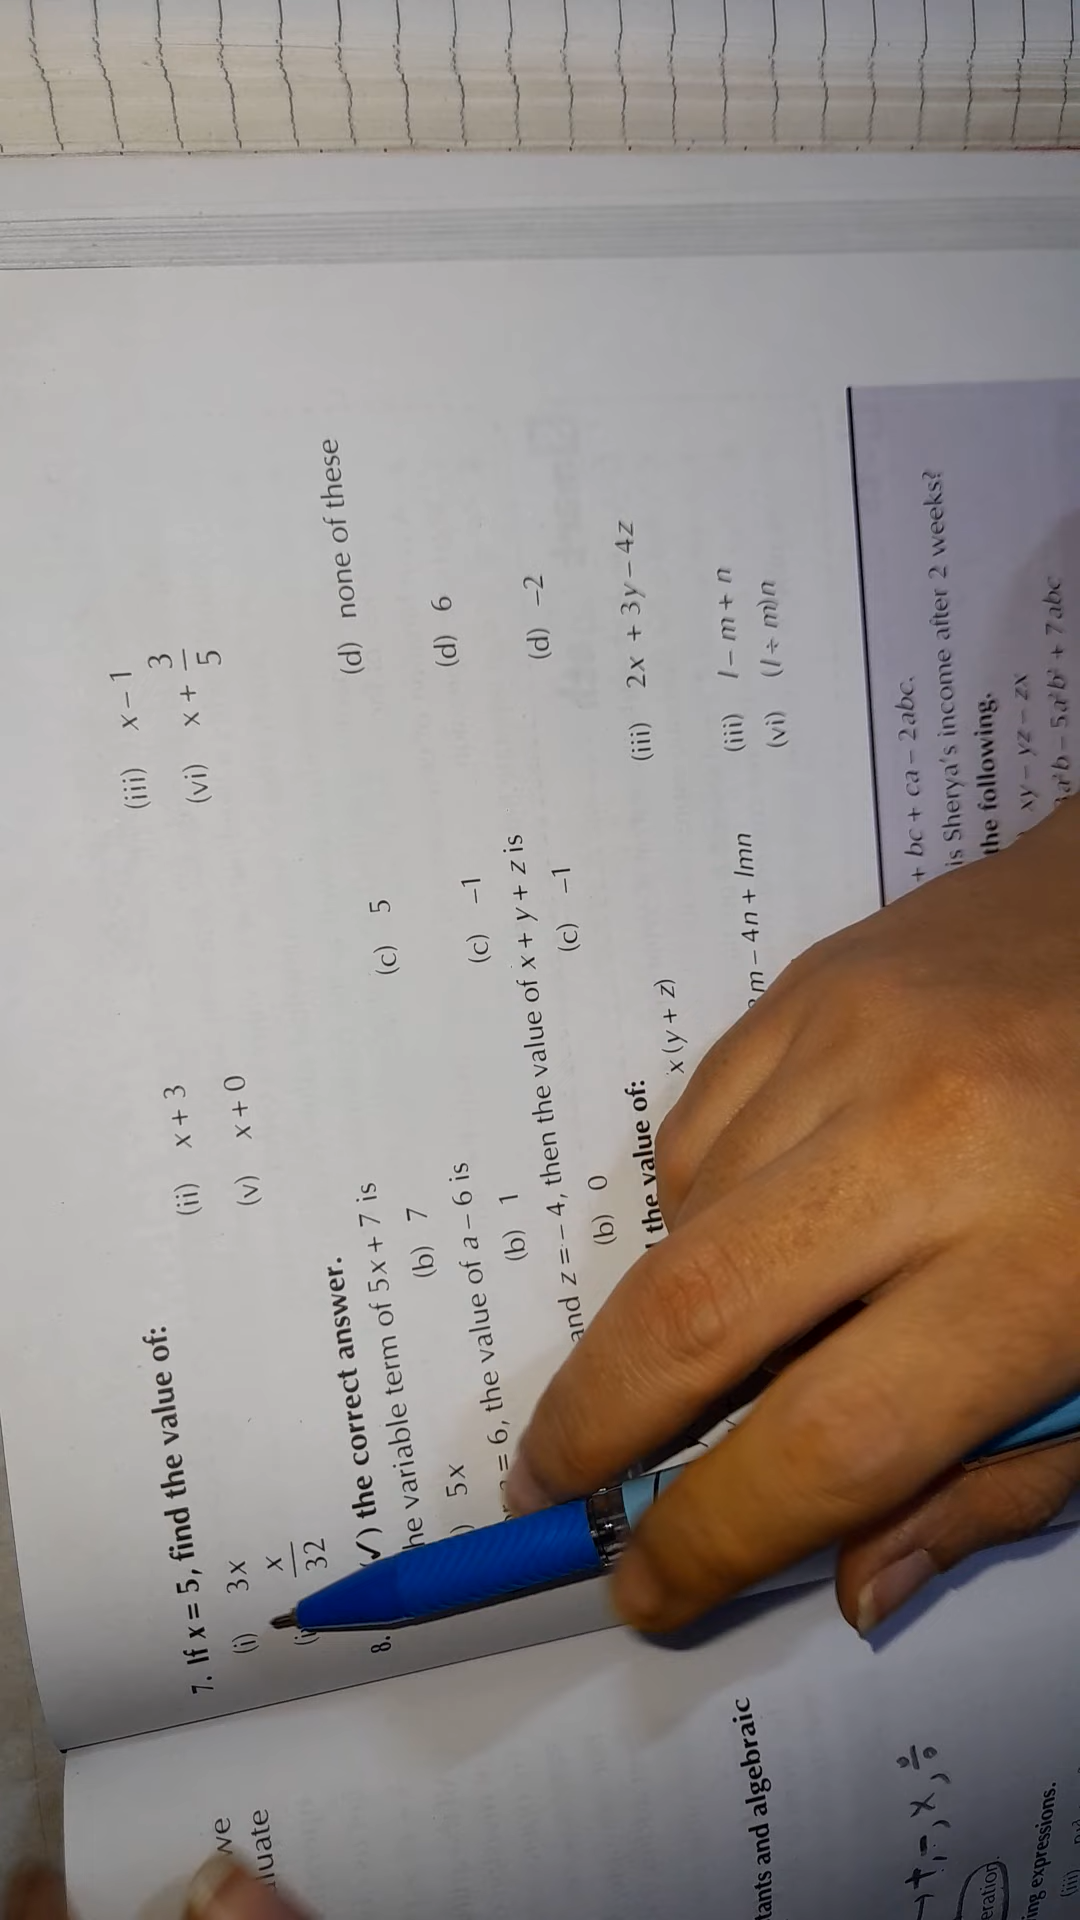 7. If x = 5, find the value of:
(i) 3x (ii) x + 3 (iii) x − 1
x/32 (v) x + 0 (vi) x + 3/5
8. (✓) the correct answer.
variable term of 5x + 7 is
5x (b) 7 (c) 5 (d) none of these
= 6, the value of a − 6 is
(b) 1 (c) −1 (d) 6
and z = − 4, then the value of x + y + z is
(b) 0 (c) −1 (d) −2
the value of:
x (y + z) (iii) 2x + 3y − 4z
m − 4n + lmn (iii) l − m + n
(vi) (l ÷ m)n
+ bc + ca − 2abc.
is Sherya's income after 2 weeks?
the following.
xy − yz − zx
+ 7abc
we
tants and algebraic
→ +, −, ×, ÷
ing expressions.
(iii)